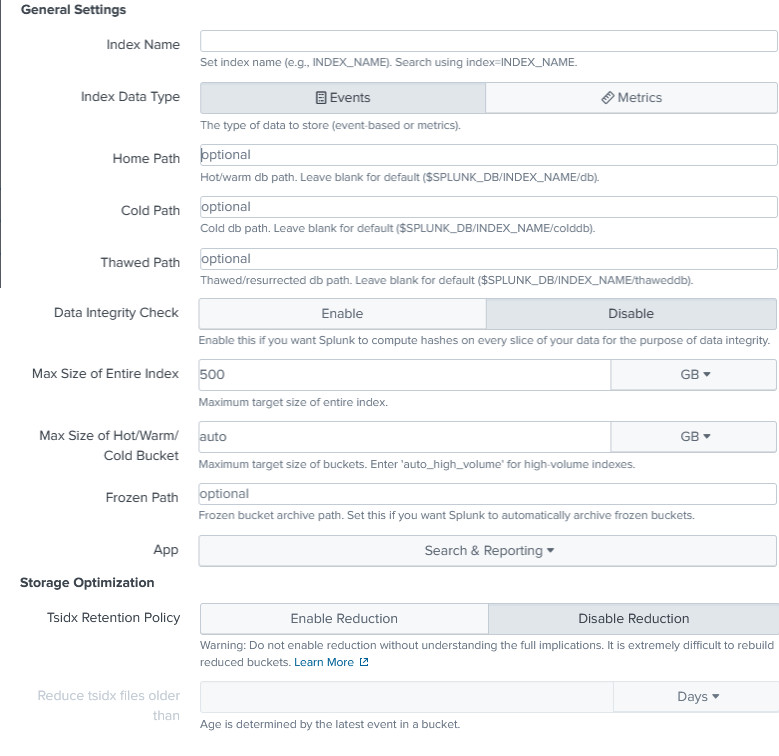 General Settings
Index Name
Set index name (e.g., INDEX_NAME). Search using index=INDEX_NAME.
Index Data Type
Events
Metrics
The type of data to store (event-based or metrics).
Home Path
optional
Hot/warm db path. Leave blank for default ($SPLUNK_DB/INDEX_NAME/db).
Cold Path
optional
Cold db path. Leave blank for default ($SPLUNK_DB/INDEX_NAME/colddb).
Thawed Path
optional
Thawed/resurrected db path. Leave blank for default ($SPLUNK_DB/INDEX_NAME/thaweddb).
Data Integrity Check
Enable
Disable
Enable this if you want Splunk to compute hashes on every slice of your data for the purpose of data integrity.
Max Size of Entire Index
500
GB
Maximum target size of entire index.
Max Size of Hot/Warm/
Cold Bucket
auto
GB
Maximum target size of buckets. Enter 'auto_high_volume' for high-volume indexes.
Frozen Path
optional
Frozen bucket archive path. Set this if you want Splunk to automatically archive frozen buckets.
App
Search & Reporting
Storage Optimization
Tsidx Retention Policy
Enable Reduction
Disable Reduction
Warning: Do not enable reduction without understanding the full implications. It is extremely difficult to rebuild
reduced buckets. Learn More
Reduce tsidx files older
than
Days
Age is determined by the latest event in a bucket.